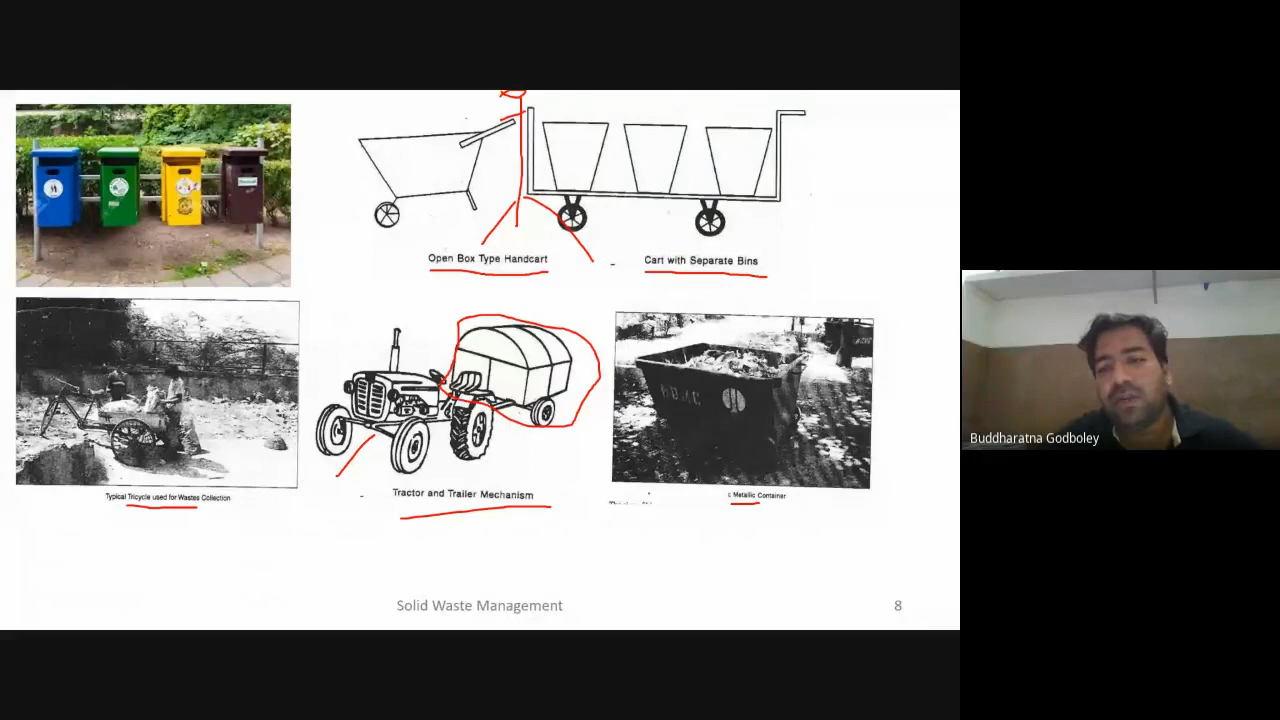 Open Box Type Handcart
Cart with Separate Bins
Typical Tricycle used for Wastes Collection
Tractor and Trailer Mechanism
Metallic Container
Solid Waste Management
8
Buddharatna Godboley